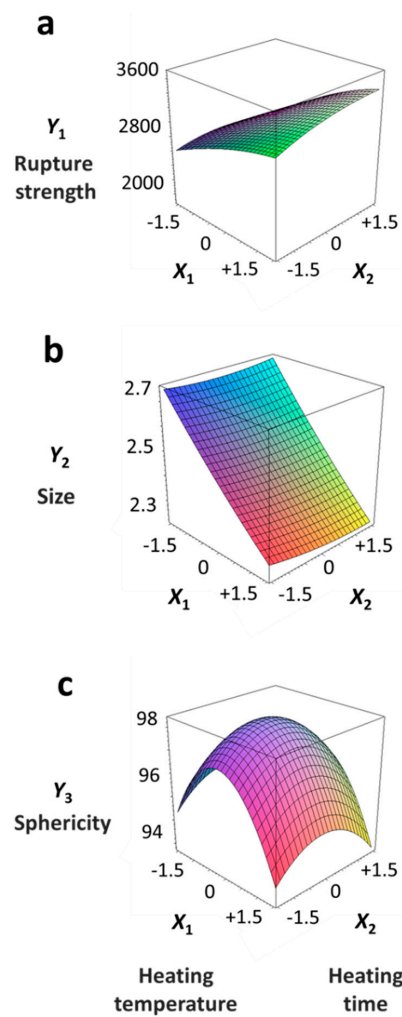 a
3600
Y1
2800
Rupture
strength
2000
-1.5
0
+1.5
X1
-1.5
0
+1.5
X2
b
2.7
Y2
2.5
Size
2.3
-1.5
0
+1.5
X1
-1.5
0
+1.5
X2
c
98
Y3
96
Sphericity
94
-1.5
0
+1.5
X1
-1.5
0
+1.5
X2
Heating
temperature
Heating
time